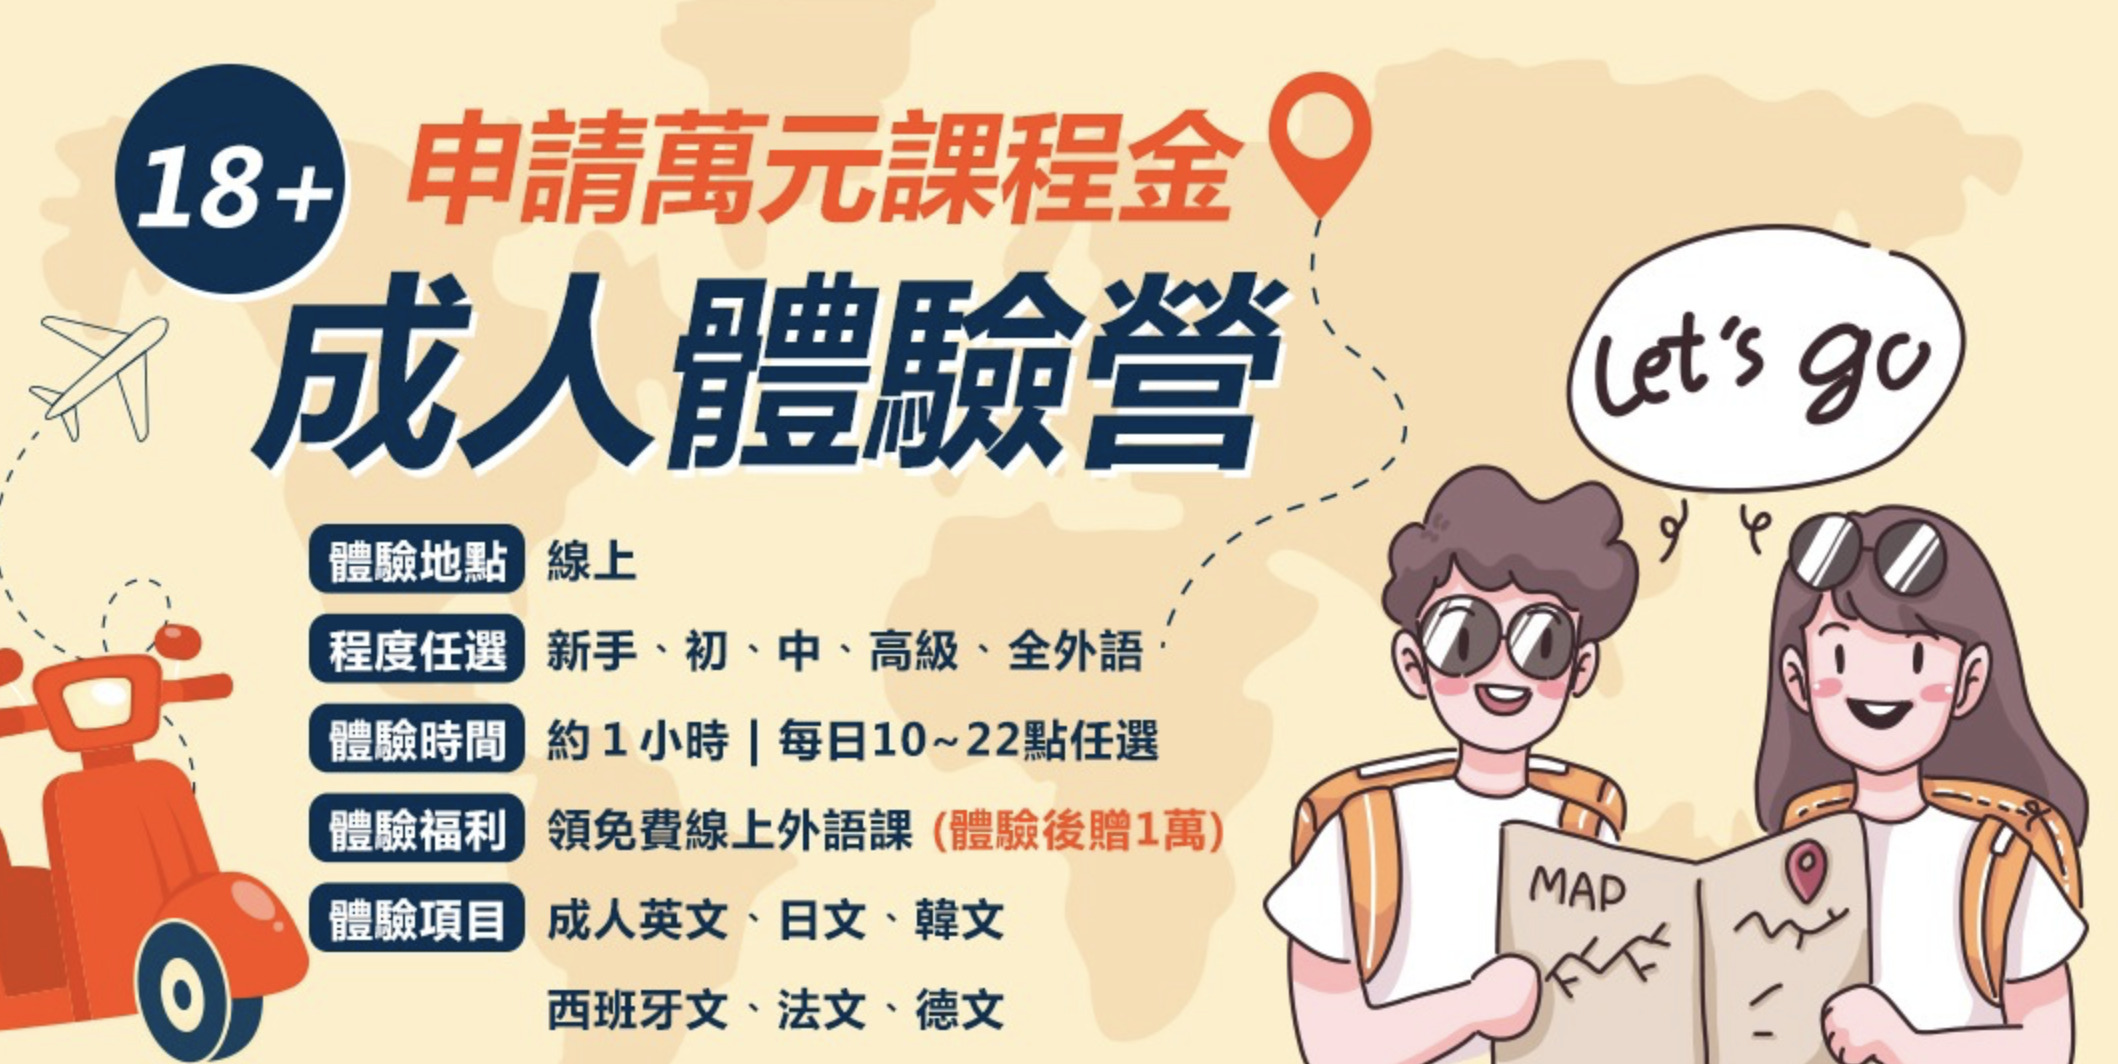 18+
申請萬元課程金
成人體驗營
體驗地點 線上
程度任選 新手、初、中、高級、全外語
體驗時間 約1小時 | 每日10~22點任選
體驗福利 領免費線上外語課 (體驗後贈1萬)
體驗項目 成人英文、日文、韓文
西班牙文、法文、德文
Let's go
MAP